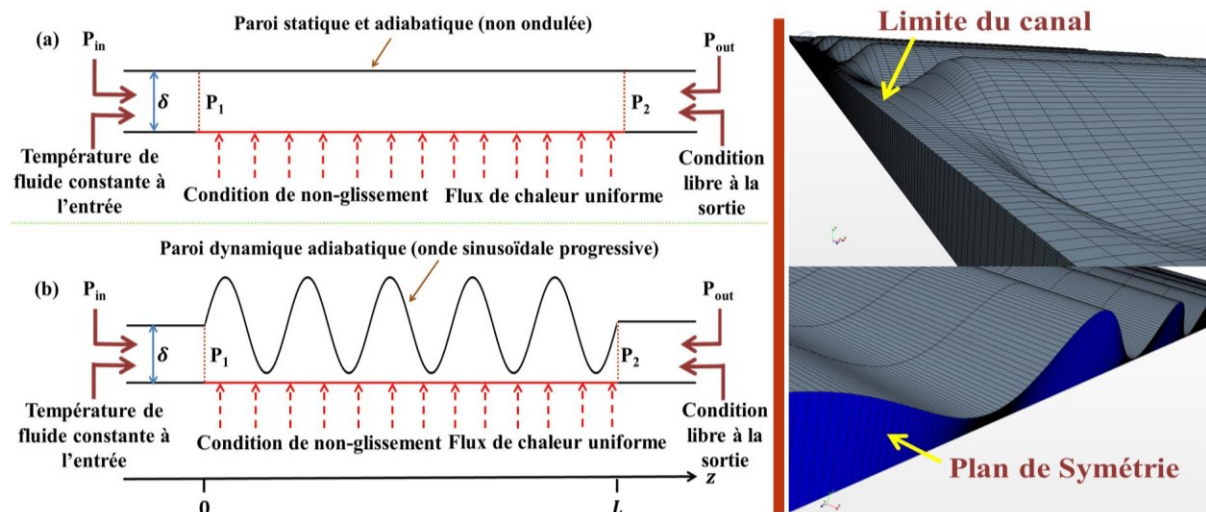 Paroi statique et adiabatique (non ondulée)
(a)
P_in
P_out
δ
P_1
P_2
Température de
fluide constante à
l'entrée
Condition de non-glissement
Flux de chaleur uniforme
Condition
libre à la
sortie
Paroi dynamique adiabatique (onde sinusoïdale progressive)
(b)
P_in
P_out
δ
P_1
P_2
Température de
fluide constante à
l'entrée
Condition de non-glissement
Flux de chaleur uniforme
Condition
libre à la
sortie
z
0
L
Limite du canal
Plan de Symétrie